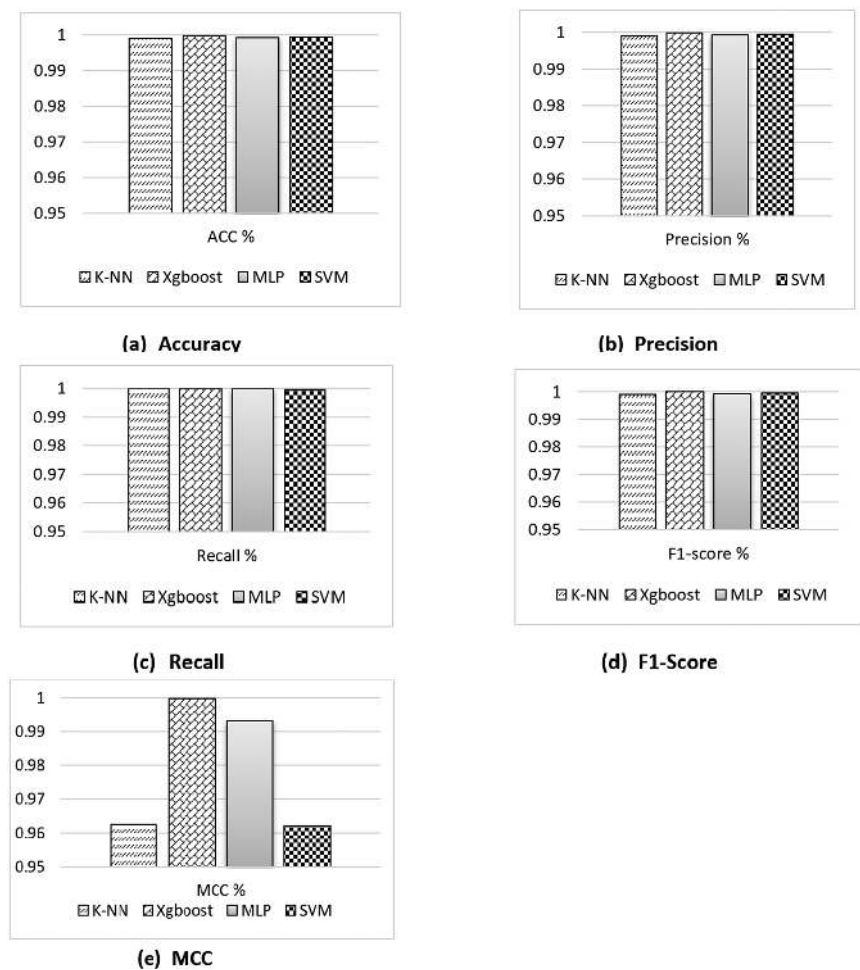 1
0.99
0.98
0.97
0.96
0.95
ACC %
K-NN Xgboost MLP SVM
(a) Accuracy
1
0.99
0.98
0.97
0.96
0.95
Precision %
K-NN Xgboost MLP SVM
(b) Precision
1
0.99
0.98
0.97
0.96
0.95
Recall %
K-NN Xgboost MLP SVM
(c) Recall
1
0.99
0.98
0.97
0.96
0.95
F1-score %
K-NN Xgboost MLP SVM
(d) F1-Score
1
0.99
0.98
0.97
0.96
0.95
MCC %
K-NN Xgboost MLP SVM
(e) MCC